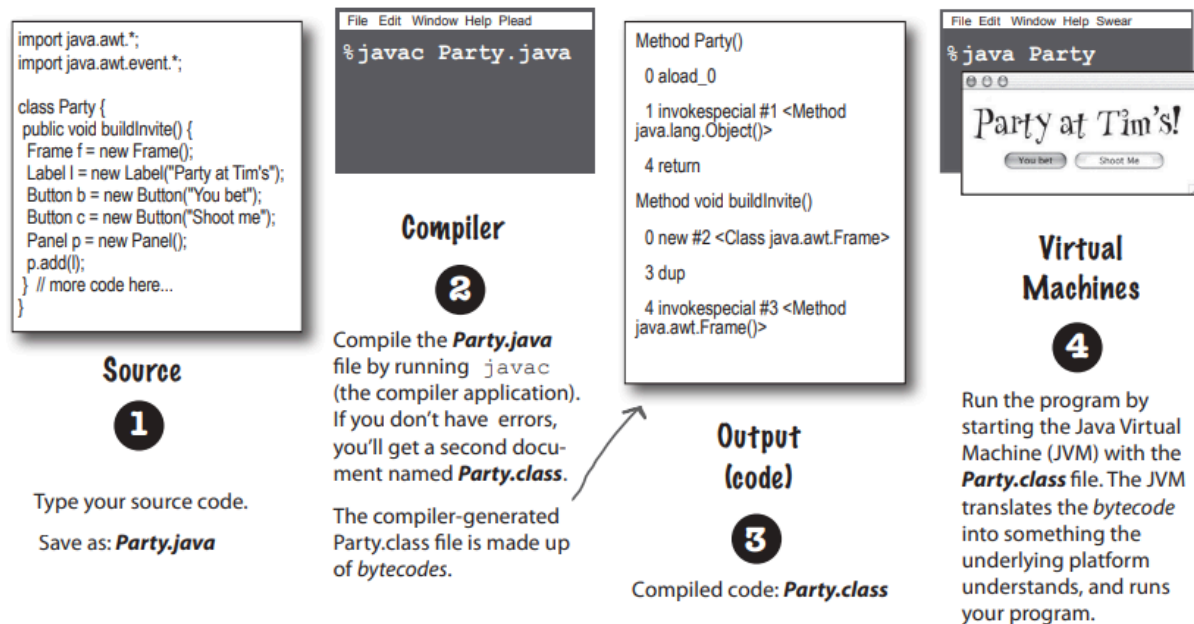 import java.awt.*;
import java.awt.event.*;
class Party {
public void buildInvite() {
Frame f = new Frame();
Label l = new Label("Party at Tim's");
Button b = new Button("You bet");
Button c = new Button("Shoot me");
Panel p = new Panel();
p.add(l);
} // more code here...
}
Source
1
Type your source code.
Save as: Party.java
File Edit Window Help Plead
%javac Party.java
Compiler
2
Compile the Party.java
file by running javac
(the compiler application).
If you don't have errors,
you'll get a second docu-
ment named Party.class.
The compiler-generated
Party.class file is made up
of bytecodes.
Method Party()
0 aload_0
1 invokespecial #1 <Method
java.lang.Object()>
4 return
Method void buildInvite()
0 new #2 <Class java.awt.Frame>
3 dup
4 invokespecial #3 <Method
java.awt.Frame()>
Output
(code)
3
Compiled code: Party.class
File Edit Window Help Swear
%java Party
Party at Tim's!
You bet Shoot Me
Virtual
Machines
4
Run the program by
starting the Java Virtual
Machine (JVM) with the
Party.class file. The JVM
translates the bytecode
into something the
underlying platform
understands, and runs
your program.